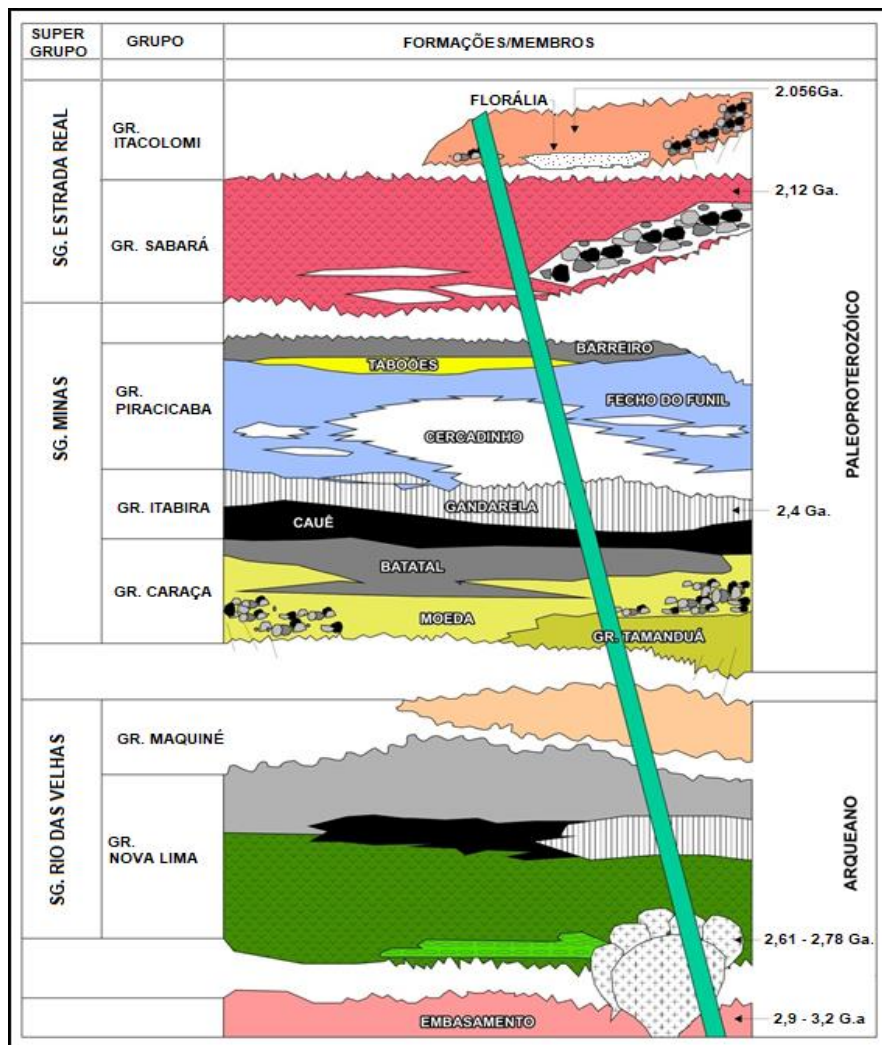 SUPER
GRUPO
GRUPO
FORMAÇÕES/MEMBROS
SG. ESTRADA REAL
GR.
ITACOLOMI
FLORÁLIA
2.056Ga.
GR. SABARÁ
2,12 Ga.
PALEOPROTEROZÓICO
SG. MINAS
GR.
PIRACICABA
BARREIRO
TABOÕES
FECHO DO FUNIL
CERCADINHO
GR. ITABIRA
GANDARELA
2,4 Ga.
CAUÊ
GR. CARAÇA
BATATAL
MOEDA
GR. TAMANDUÁ
SG. RIO DAS VELHAS
GR. MAQUINÉ
ARQUEANO
GR.
NOVA LIMA
2,61 - 2,78 Ga.
EMBASAMENTO
2,9 - 3,2 G.a